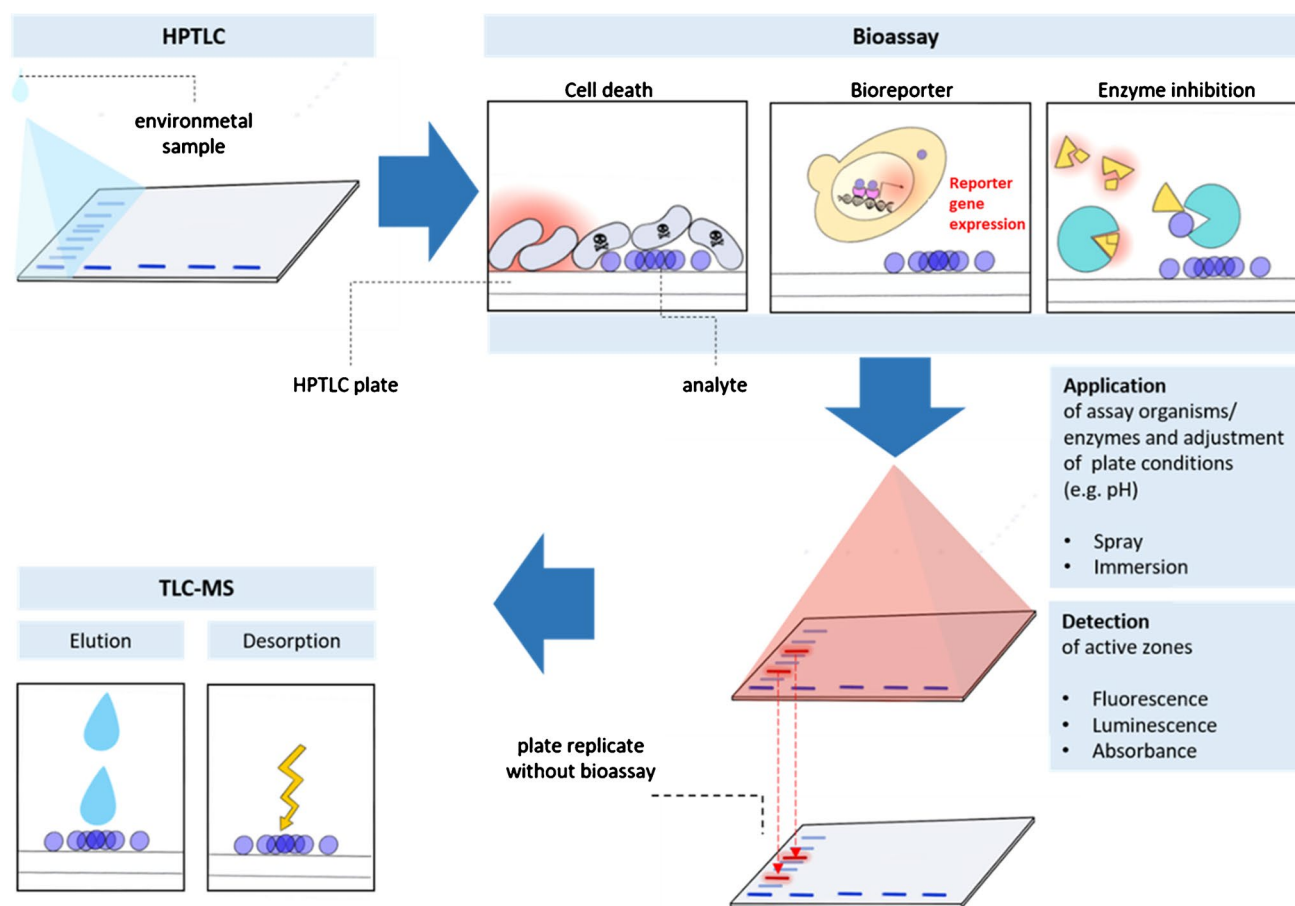 HPTLC
environmetal
sample
Bioassay
Cell death
Bioreporter
Enzyme inhibition
Reporter
gene
expression
HPTLC plate
analyte
Application
of assay organisms/
enzymes and adjustment
of plate conditions
(e.g. pH)
• Spray
• Immersion
Detection
of active zones
• Fluorescence
• Luminescence
• Absorbance
plate replicate
without bioassay
TLC-MS
Elution
Desorption